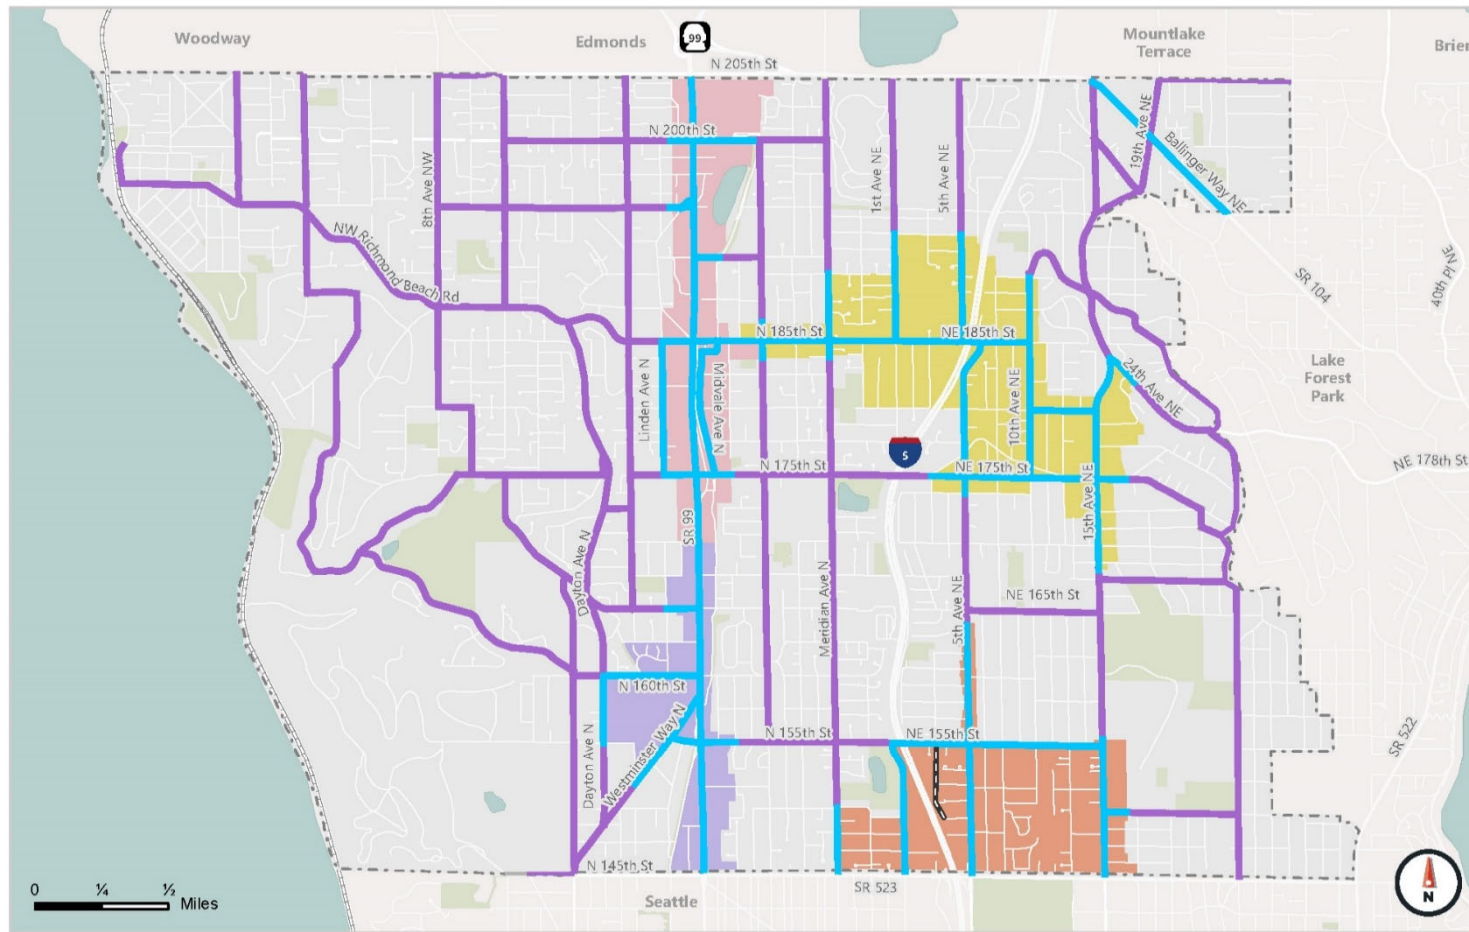 Woodway
Edmonds
99
Mountlake
Terrace
Brier
N 205th St
N 200th St
8th Ave NW
1st Ave NE
5th Ave NE
19th Ave NE
Ballinger Way NE
NW Richmond Beach Rd
SR 104
40th Pl NE
N 185th St
NE 185th St
Linden Ave N
Midvale Ave N
10th Ave NE
24th Ave NE
Lake
Forest
Park
N 175th St
5
NE 175th St
NE 178th St
15th Ave NE
SR 99
Dayton Ave N
Meridian Ave N
5th Ave NE
NE 165th St
N 160th St
Westminster Way N
Dayton Ave N
N 155th St
NE 155th St
SR 522
N 145th St
SR 523
Seattle
0 ¼ ½
Miles
N